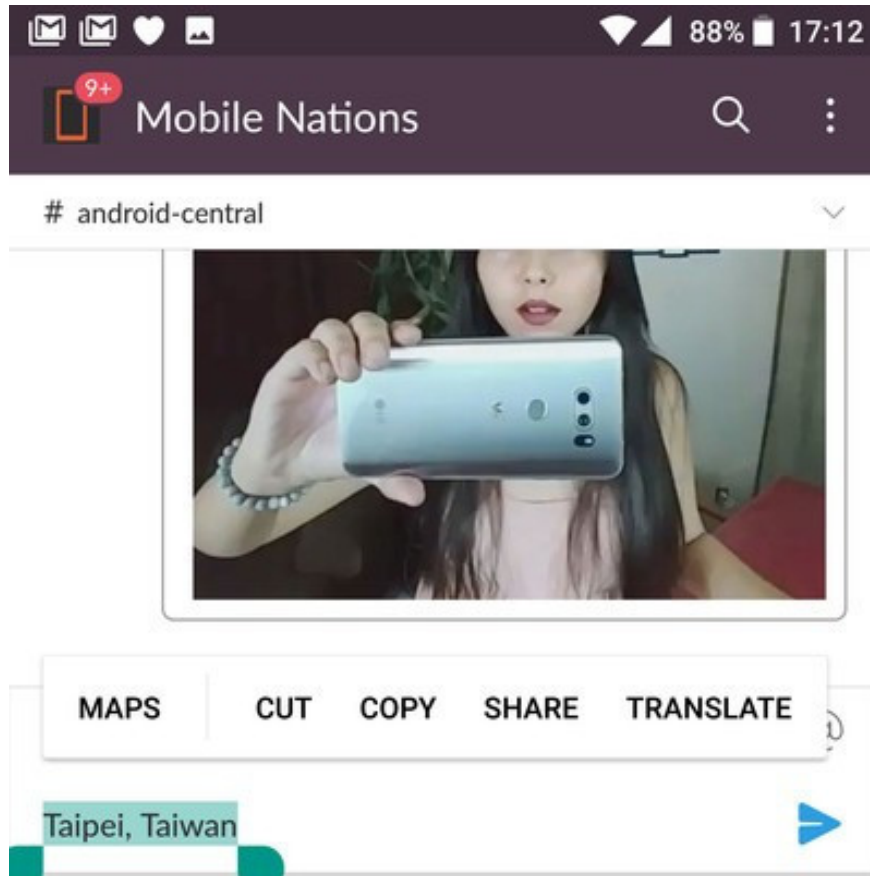 88% 17:12
9+
Mobile Nations
# android-central
MAPS CUT COPY SHARE TRANSLATE
@
Taipei, Taiwan